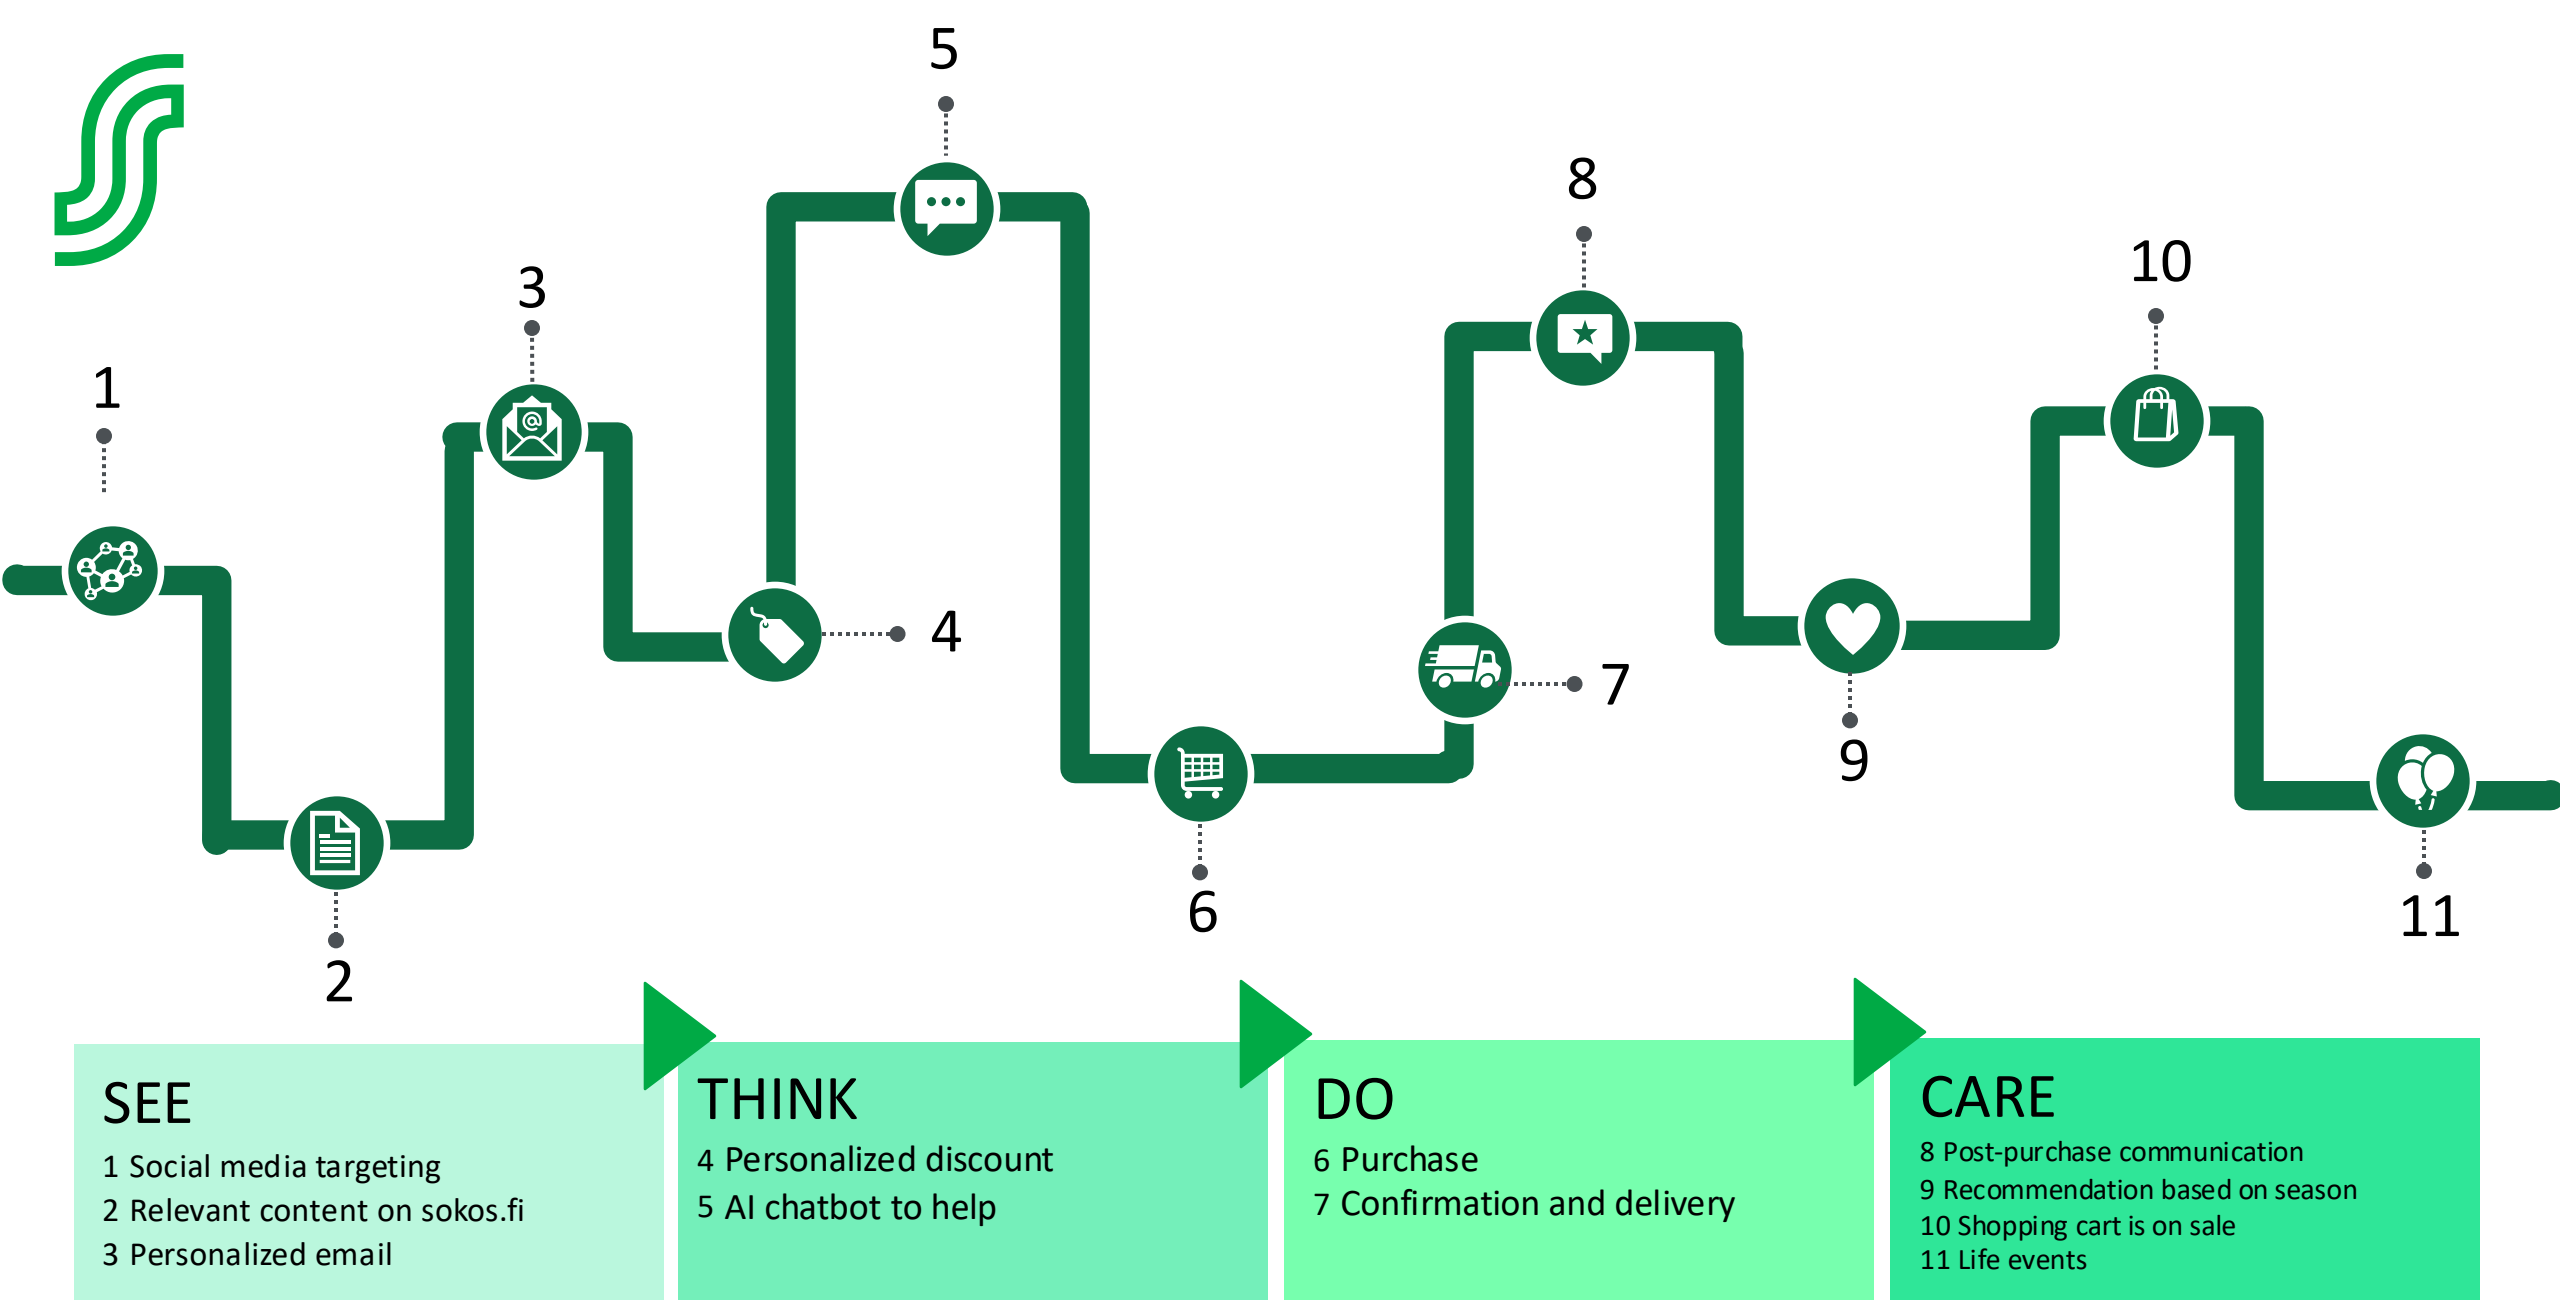 5
8
10
3
1
4
7
9
6
11
2
SEE
1 Social media targeting
2 Relevant content on sokos.fi
3 Personalized email
THINK
4 Personalized discount
5 AI chatbot to help
DO
6 Purchase
7 Confirmation and delivery
CARE
8 Post-purchase communication
9 Recommendation based on season
10 Shopping cart is on sale
11 Life events